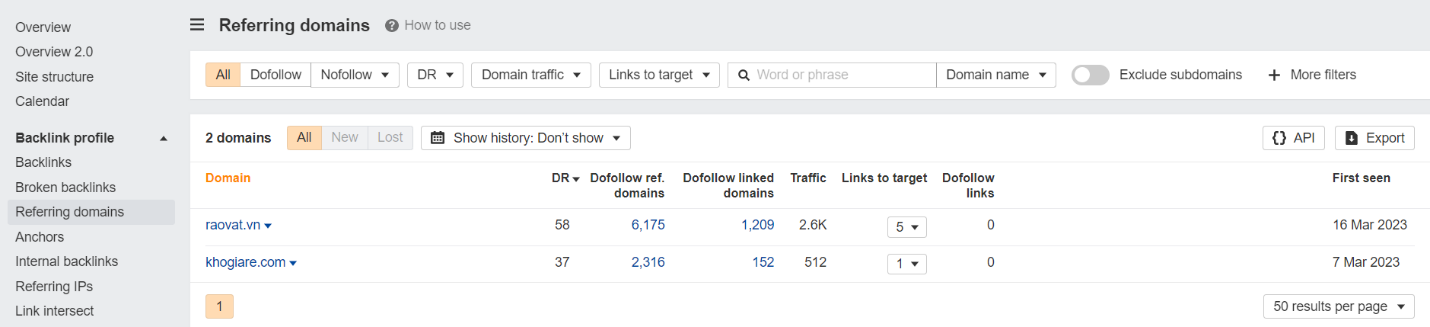 Overview
Overview 2.0
Site structure
Calendar
Backlink profile
Backlinks
Broken backlinks
Referring domains
Anchors
Internal backlinks
Referring IPs
Link intersect
Referring domains ? How to use
All Dofollow Nofollow DR Domain traffic Links to target Word or phrase Domain name Exclude subdomains + More filters
2 domains All New Lost Show history: Don't show {} API Export
Domain DR Dofollow ref. domains Dofollow linked domains Traffic Links to target Dofollow links First seen
raovat.vn 58 6,175 1,209 2.6K 5 0 16 Mar 2023
khogiare.com 37 2,316 152 512 1 0 7 Mar 2023
1 50 results per page